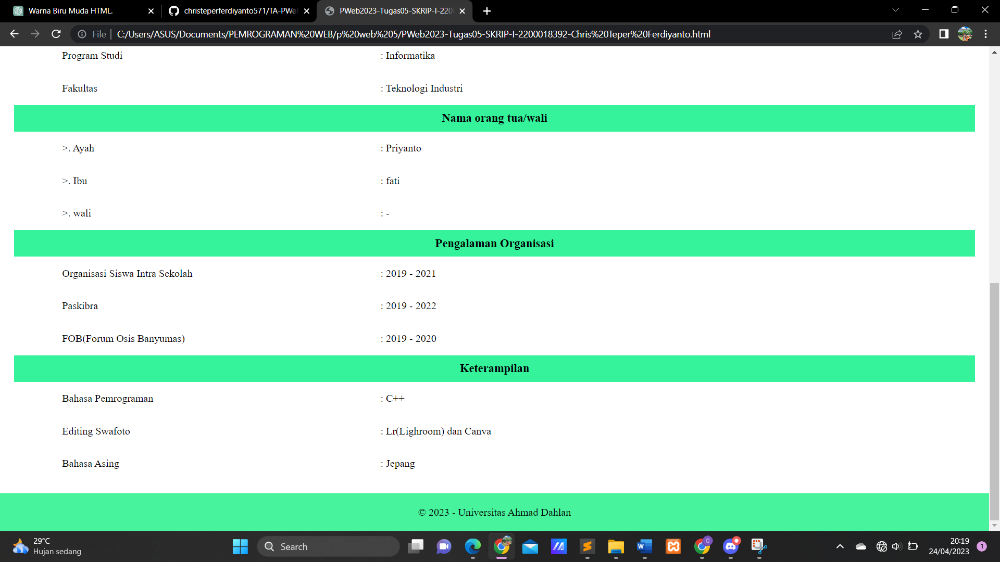 Warna Biru Muda HTML.
christeperferdiyanto571/TA-PWe
PWeb2023-Tugas05-SKRIP-I-220
File
C:/Users/ASUS/Documents/PEMROGRAMAN%20WEB/p%20web%205/PWeb2023-Tugas05-SKRIP-I-2200018392-Chris%20Teper%20Ferdiyanto.html
Program Studi : Informatika
Fakultas : Teknologi Industri
Nama orang tua/wali
>. Ayah : Priyanto
>. Ibu : fati
>. wali : -
Pengalaman Organisasi
Organisasi Siswa Intra Sekolah : 2019 - 2021
Paskibra : 2019 - 2022
FOB(Forum Osis Banyumas) : 2019 - 2020
Keterampilan
Bahasa Pemrograman : C++
Editing Swafoto : Lr(Lighroom) dan Canva
Bahasa Asing : Jepang
© 2023 - Universitas Ahmad Dahlan
29°C
Hujan sedang
Search
W
C
20:19
24/04/2023
1